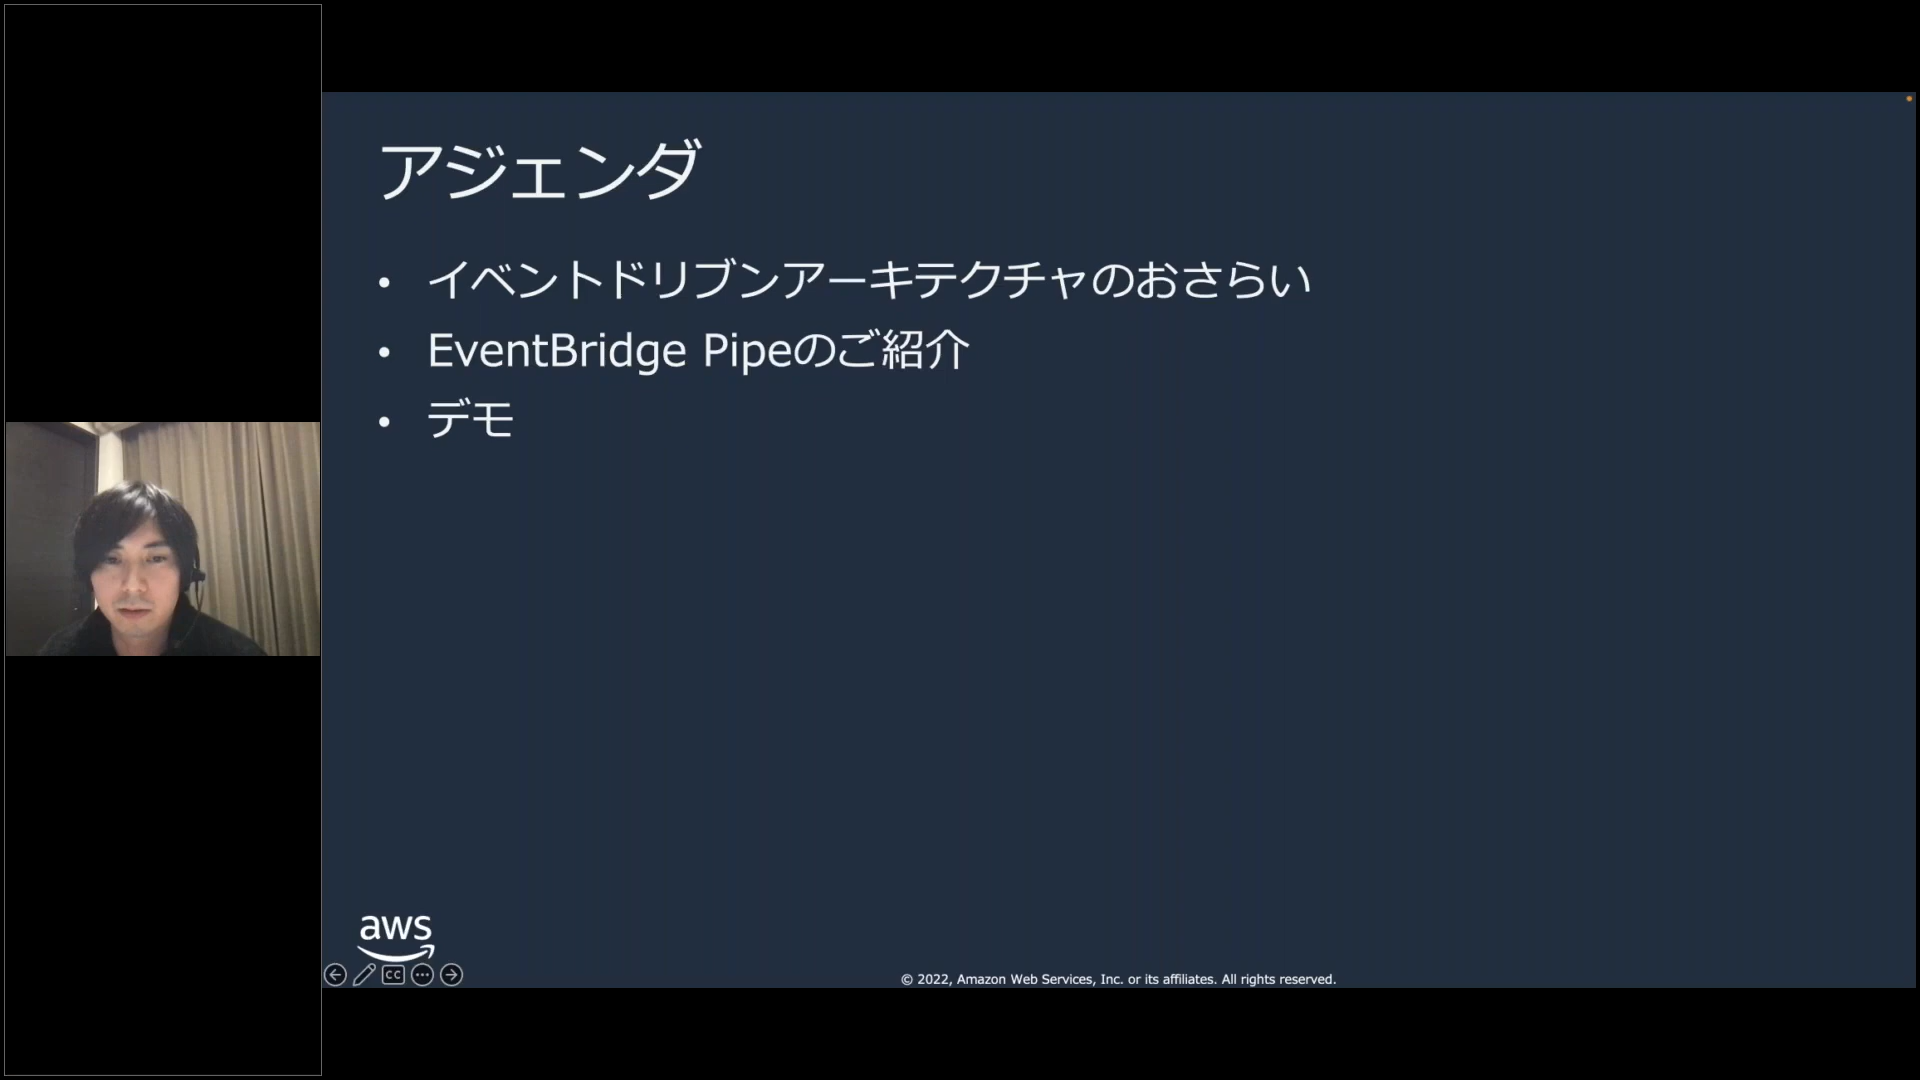 アジェンダ
• イベントドリブンアーキテクチャのおさらい
• EventBridge Pipeのご紹介
• デモ
aws
CC
© 2022, Amazon Web Services, Inc. or its affiliates. All rights reserved.